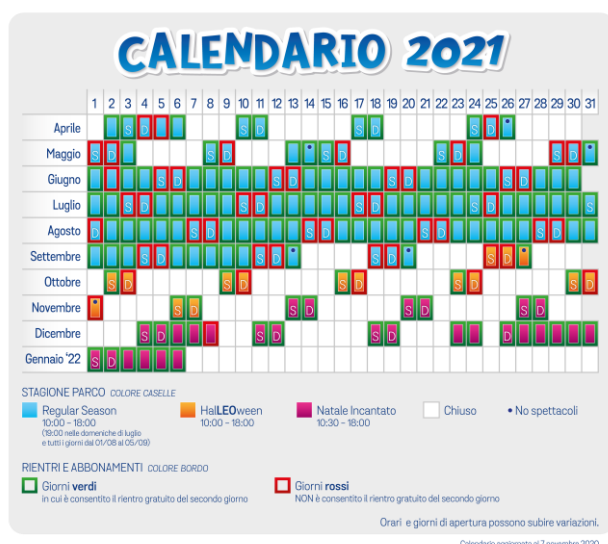 CALENDARIO 2021
1 2 3 4 5 6 7 8 9 10 11 12 13 14 15 16 17 18 19 20 21 22 23 24 25 26 27 28 29 30 31
Aprile S D S D S D S D
Maggio S D S D S D S D S D
Giugno S D S D S D S D
Luglio S D S D S D S D S
Agosto D S D S D S D S D
Settembre S D S D S D S D
Ottobre S D S D S D S D S D
Novembre S D S D S D S D
Dicembre S D S D S D D
Gennaio '22 S D
STAGIONE PARCO COLORE CASELLE
Regular Season HalLEOween Natale Incantato Chiuso • No spettacoli
10:00 - 18:00 10:00 - 18:00 10:30 - 18:00
(19:00 nelle domeniche di luglio
e tutti i giorni dal 01/08 al 05/09)
RIENTRI E ABBONAMENTI COLORE BORDO
Giorni verdi Giorni rossi
in cui è consentito il rientro gratuito del secondo giorno NON è consentito il rientro gratuito del secondo giorno
Orari e giorni di apertura possono subire variazioni.
Calendario aggiornato al 7 novembre 2020